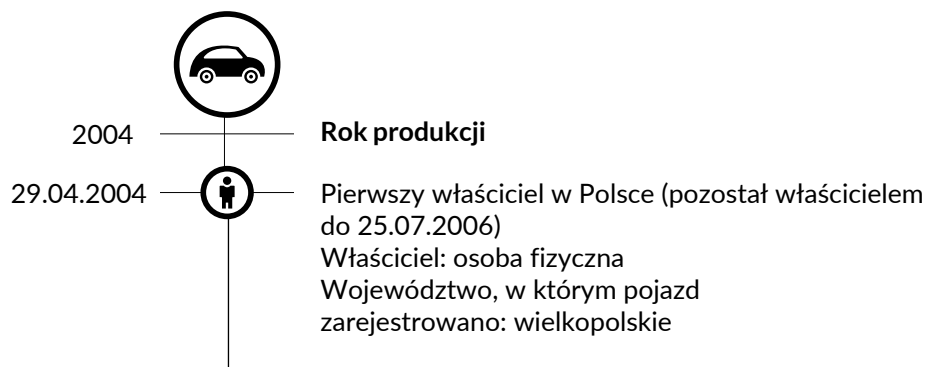 2004
Rok produkcji
29.04.2004
Pierwszy właściciel w Polsce (pozostał właścicielem
do 25.07.2006)
Właściciel: osoba fizyczna
Województwo, w którym pojazd
zarejestrowano: wielkopolskie